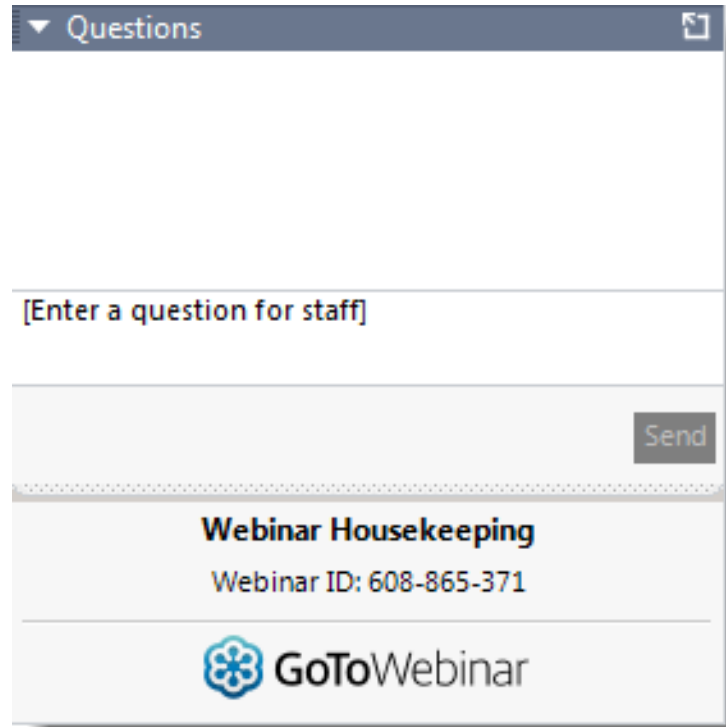 Questions
[Enter a question for staff]
Send
Webinar Housekeeping
Webinar ID: 608-865-371
GoToWebinar